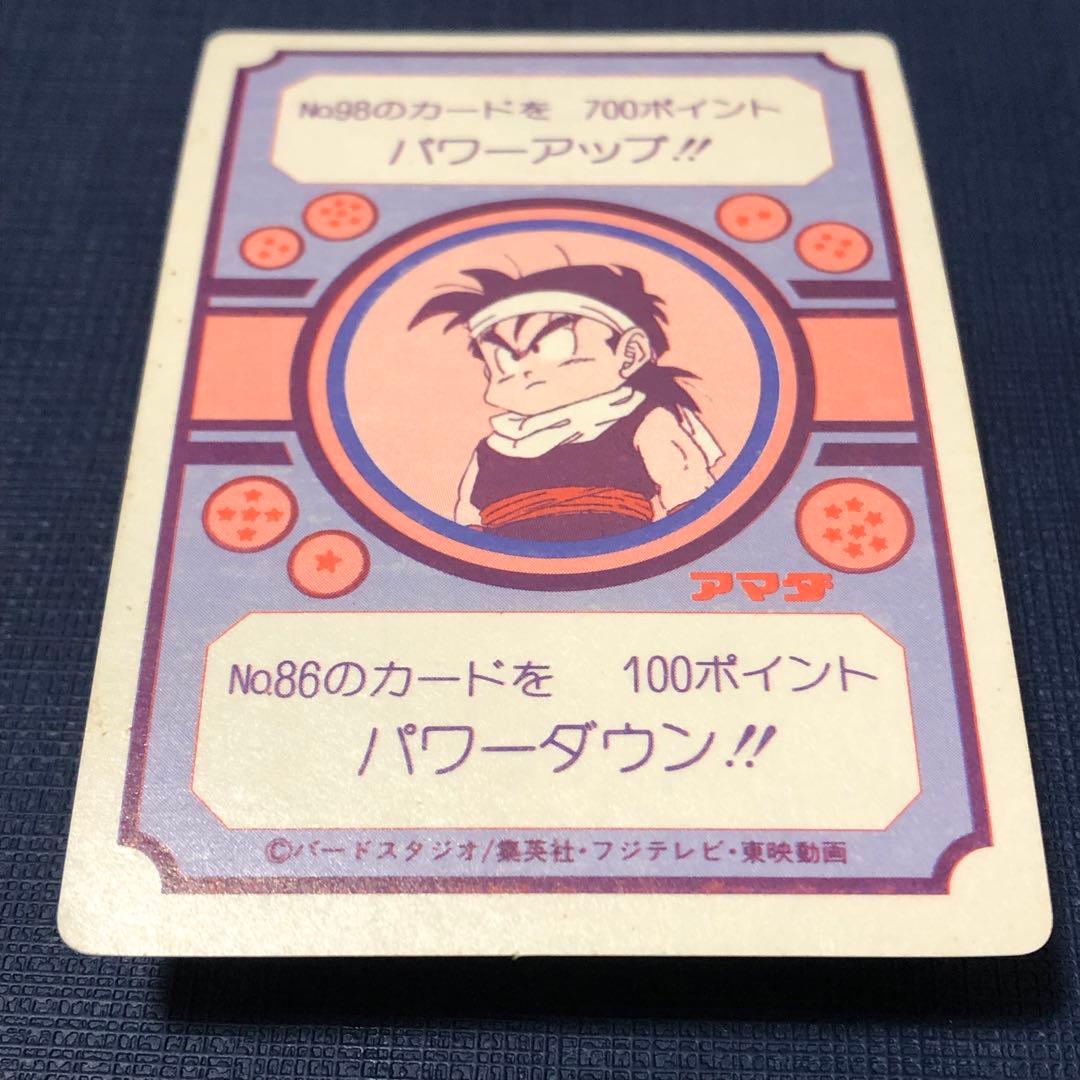 No.98のカードを 700ポイント
パワーアップ!!
アマダ
No.86のカードを 100ポイント
パワーダウン!!
©バードスタジオ/集英社・フジテレビ・東映動画